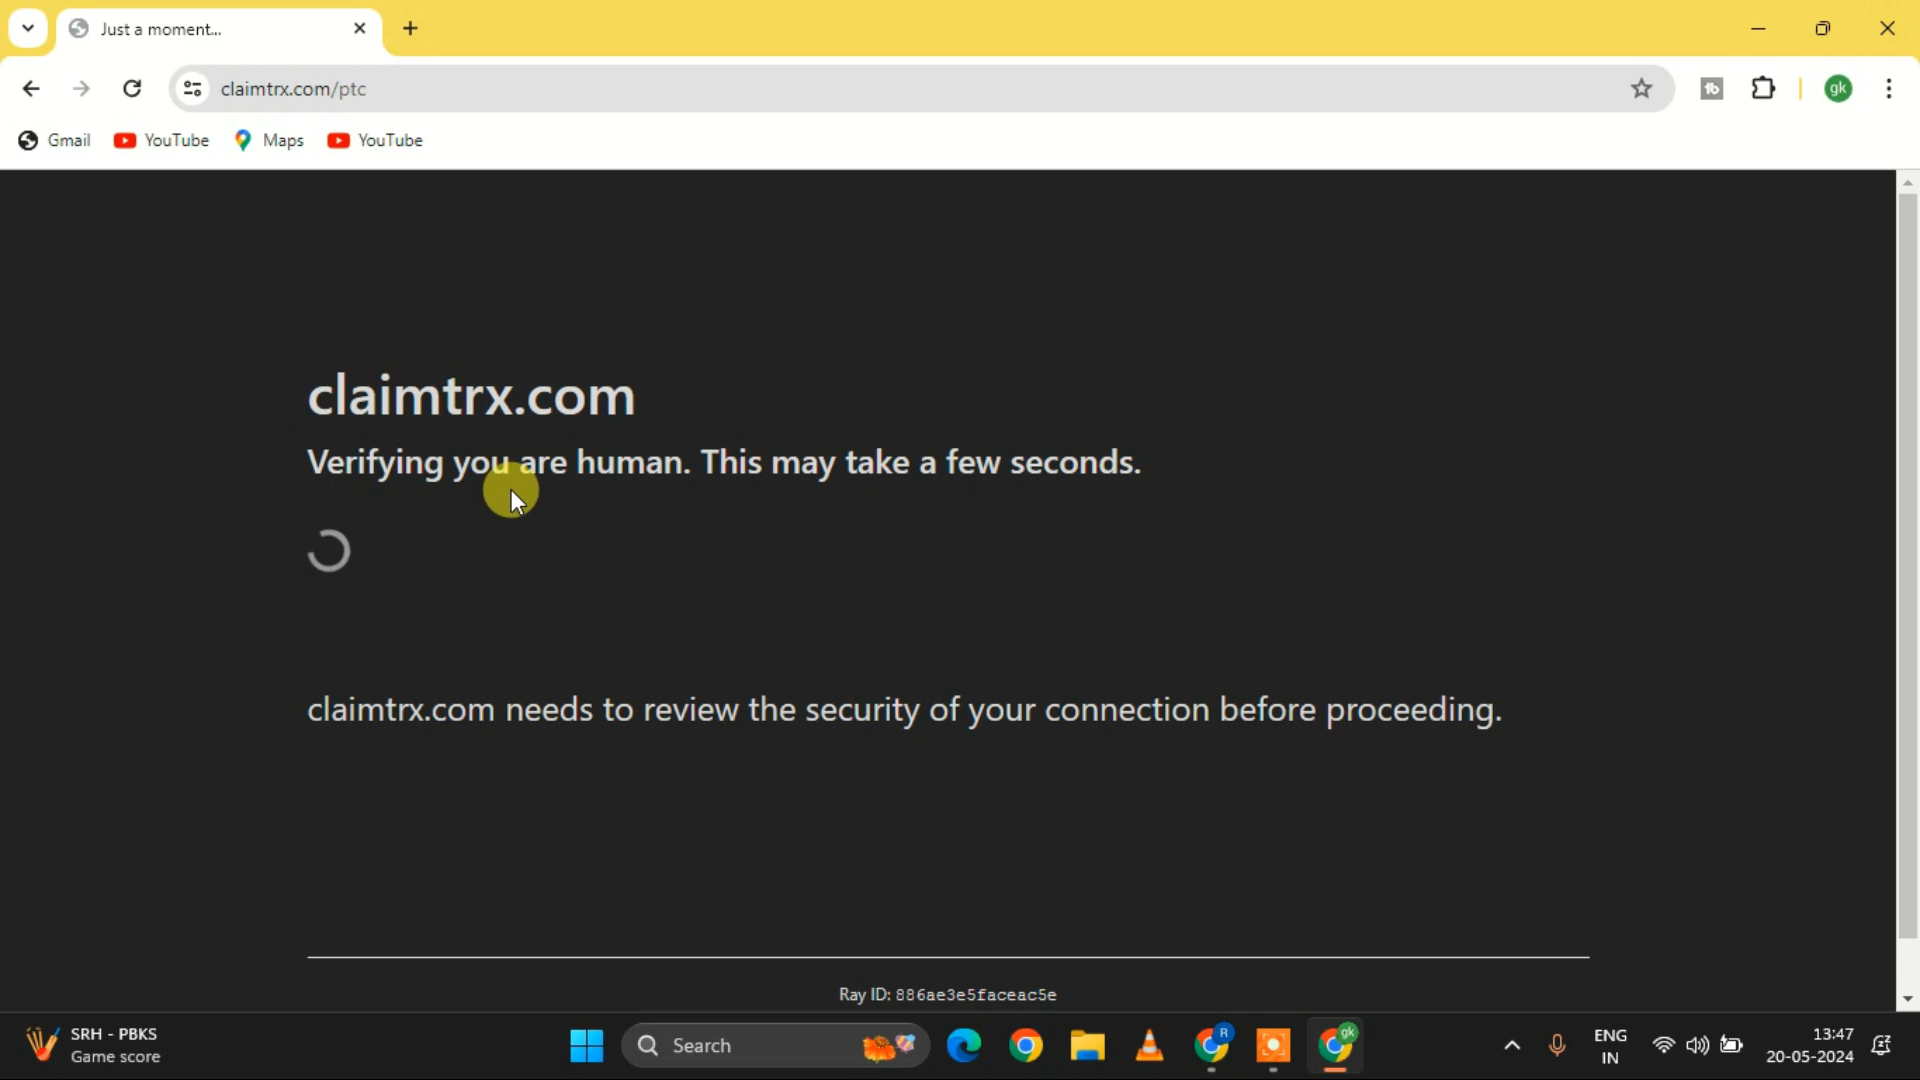 Just a moment...
claimtrx.com/ptc
gk
Gmail
YouTube
Maps
YouTube
claimtrx.com
Verifying you are human. This may take a few seconds.
claimtrx.com needs to review the security of your connection before proceeding.
Ray ID: 886ae3e5faceac5e
SRH - PBKS
Game score
Search
R
gk
ENG
IN
13:47
20-05-2024